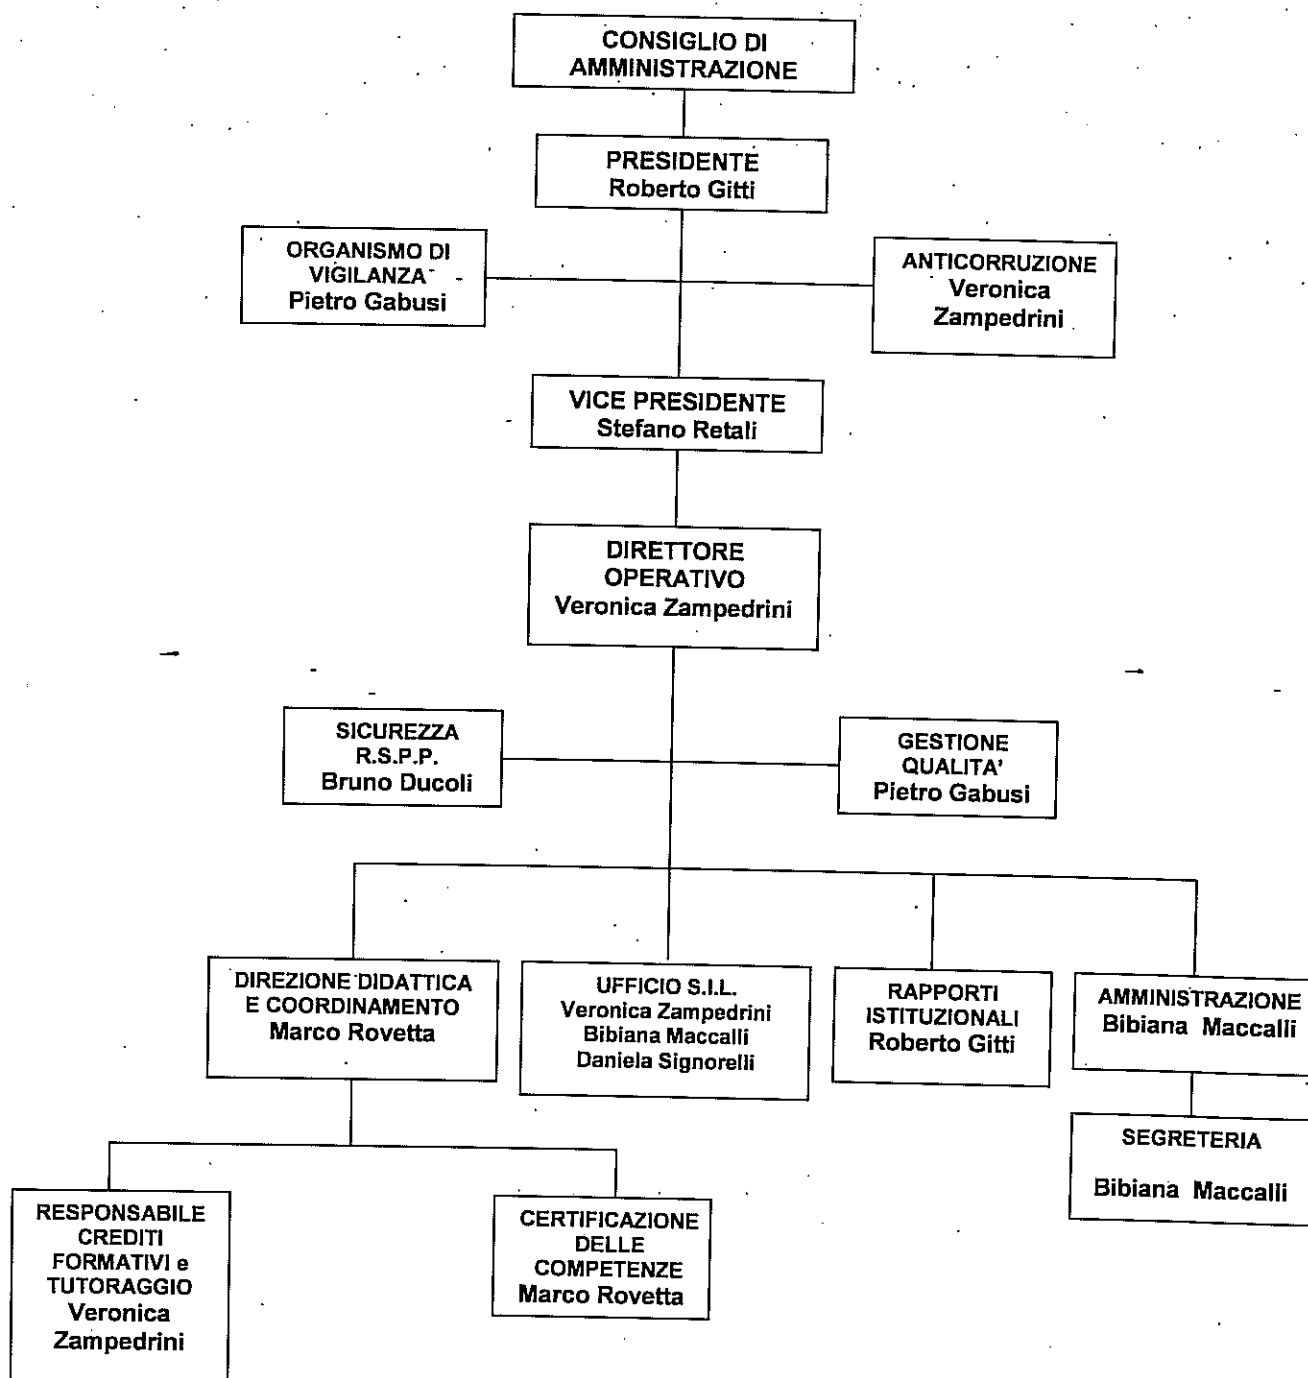 CONSIGLIO DI
AMMINISTRAZIONE
PRESIDENTE
Roberto Gitti
ORGANISMO DI
VIGILANZA
Pietro Gabusi
ANTICORRUZIONE
Veronica
Zampedrini
VICE PRESIDENTE
Stefano Retali
DIRETTORE
OPERATIVO
Veronica Zampedrini
SICUREZZA
R.S.P.P.
Bruno Ducoli
GESTIONE
QUALITA'
Pietro Gabusi
DIREZIONE DIDATTICA
E COORDINAMENTO
Marco Rovetta
UFFICIO S.I.L.
Veronica Zampedrini
Bibiana Maccalli
Daniela Signorelli
RAPPORTI
ISTITUZIONALI
Roberto Gitti
AMMINISTRAZIONE
Bibiana Maccalli
SEGRETERIA
Bibiana Maccalli
RESPONSABILE
CREDITI
FORMATIVI e
TUTORAGGIO
Veronica
Zampedrini
CERTIFICAZIONE
DELLE
COMPETENZE
Marco Rovetta